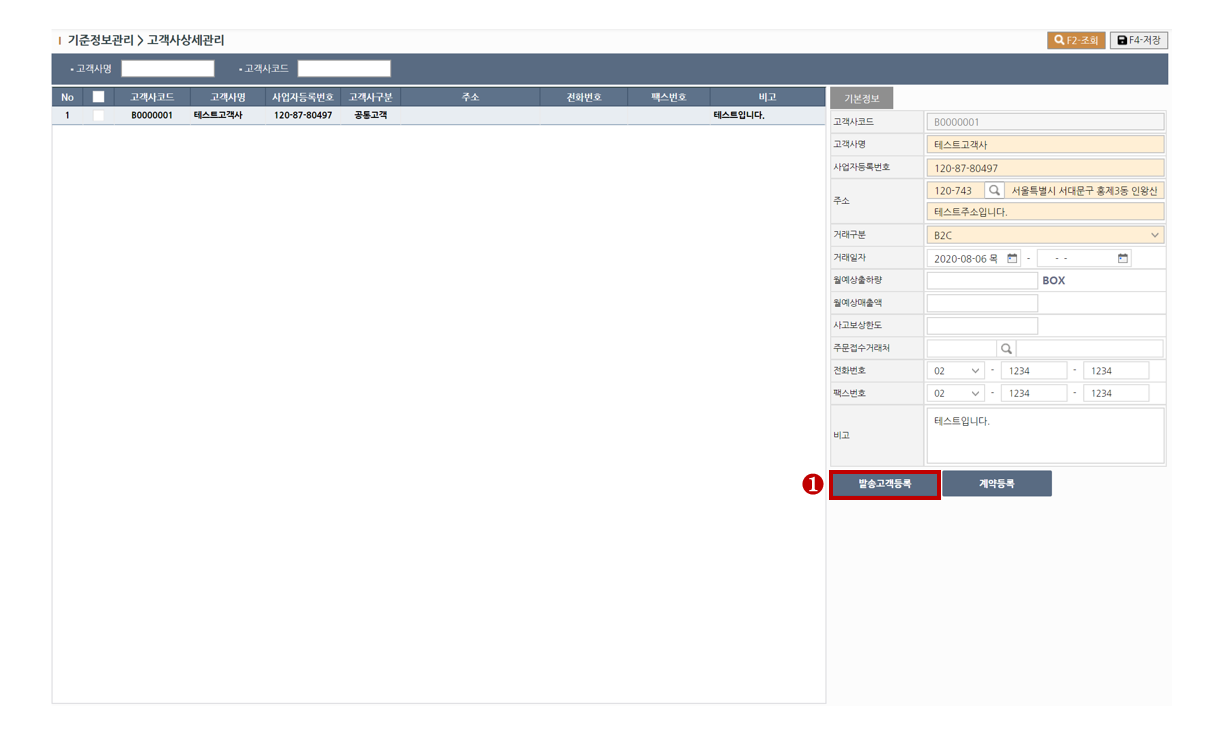 기준정보관리 > 고객사상세관리
F2-조회
F4-저장
• 고객사명
• 고객사코드
No 고객사코드 고객사명 사업자등록번호 고객사구분 주소 전화번호 팩스번호 비고
1 B0000001 테스트고객사 120-87-80497 공통고객 테스트입니다.
기본정보
고객사코드 B0000001
고객사명 테스트고객사
사업자등록번호 120-87-80497
주소 120-743 서울특별시 서대문구 홍제3동 인왕산
테스트주소입니다.
거래구분 B2C
거래일자 2020-08-06 목 - - -
월예상출하량 BOX
월예상매출액
사고보상한도
주문접수거래처
전화번호 02 - 1234 - 1234
팩스번호 02 - 1234 - 1234
비고 테스트입니다.
1 발송고객등록 계약등록